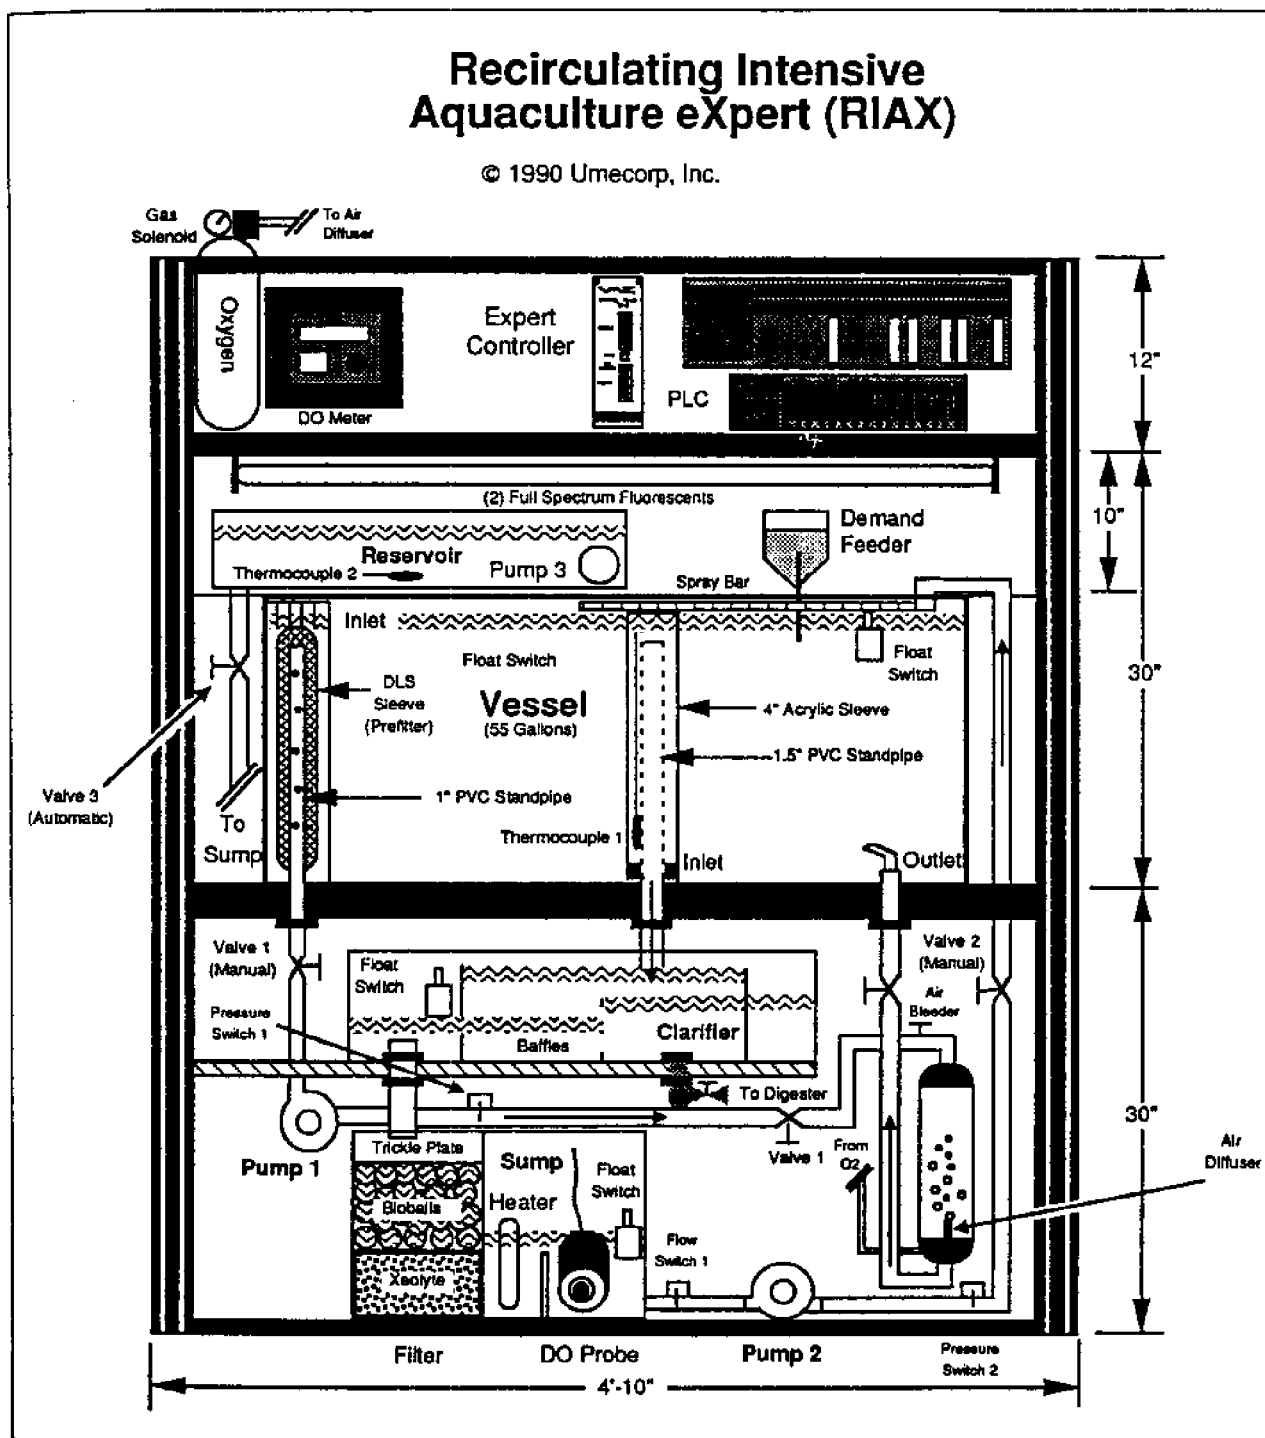 Recirculating Intensive
Aquaculture eXpert (RIAX)
© 1990 Umecorp, Inc.
Gas
Solenoid
To Air
Diffuser
Oxygen
DO Meter
Expert
Controller
PLC
12"
(2) Full Spectrum Fluorescents
10"
Reservoir
Thermocouple 2
Pump 3
Demand
Feeder
Spray Bar
Inlet
Float Switch
Float
Switch
30"
DLS
Sleeve
(Prefilter)
Vessel
(55 Gallons)
4" Acrylic Sleeve
1.5" PVC Standpipe
Valve 3
(Automatic)
1" PVC Standpipe
To
Sump
Thermocouple 1
Inlet
Outlet
Valve 1
(Manual)
Float
Switch
Valve 2
(Manual)
Air
Bleeder
Pressure
Switch 1
Clarifier
Baffles
To Digester
30"
Pump 1
Trickle Plate
Sump
Heater
Float
Switch
Valve 1
From
O2
Air
Diffuser
Bioballs
Xeolyte
Flow
Switch 1
Filter
DO Probe
Pump 2
Pressure
Switch 2
4'-10"